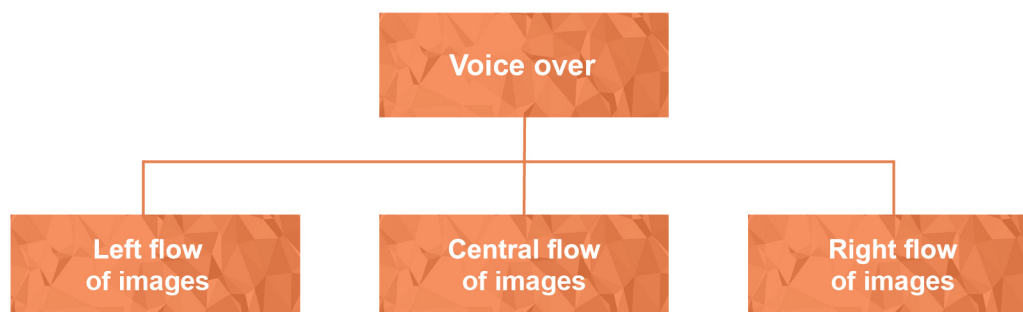 Voice over
Left flow
of images
Central flow
of images
Right flow
of images